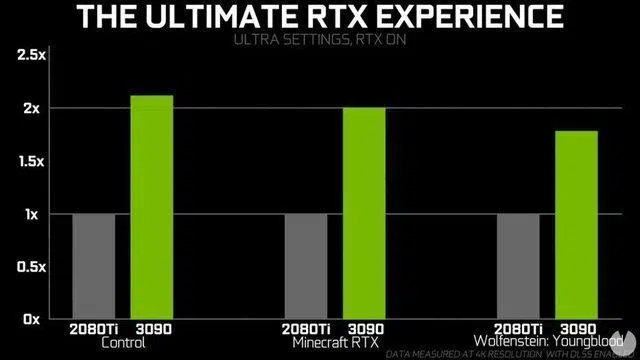 THE ULTIMATE RTX EXPERIENCE
ULTRA SETTINGS, RTX ON
2.5x
2x
1.5x
1x
0.5x
0x
2080Ti 3090 2080Ti 3090 2080Ti 3090
Control Minecraft RTX Wolfenstein: Youngblood
DATA MEASURED AT 4K RESOLUTION WITH DLSS ENABLED